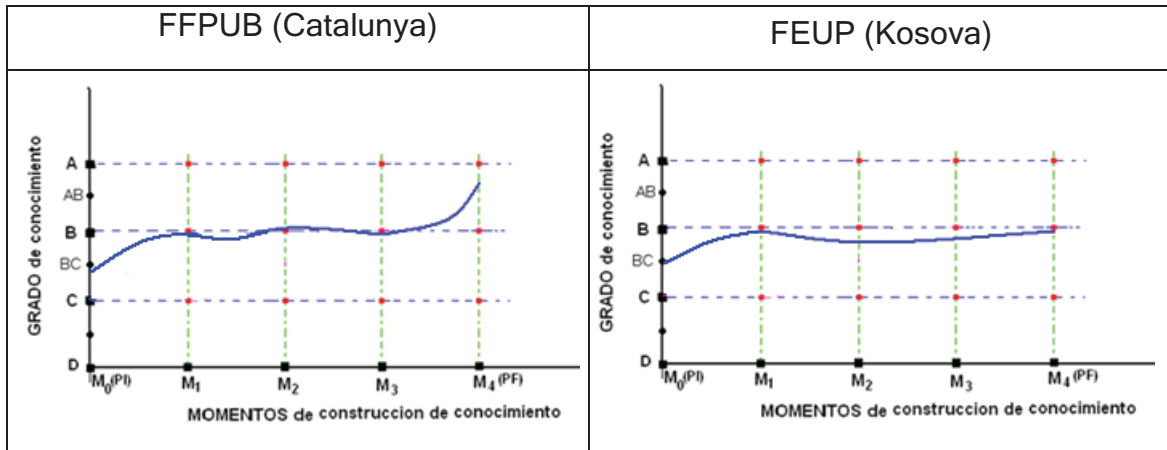 FFPUB (Catalunya)
FEUP (Kosova)
GRADO de conocimiento
A
AB
B
BC
C
D
M0(PI) M1 M2 M3 M4 (PF)
MOMENTOS de construccion de conocimiento
GRADO de conocimiento
A
AB
B
BC
C
D
M0(PI) M1 M2 M3 M4 (PF)
MOMENTOS de construccion de conocimiento